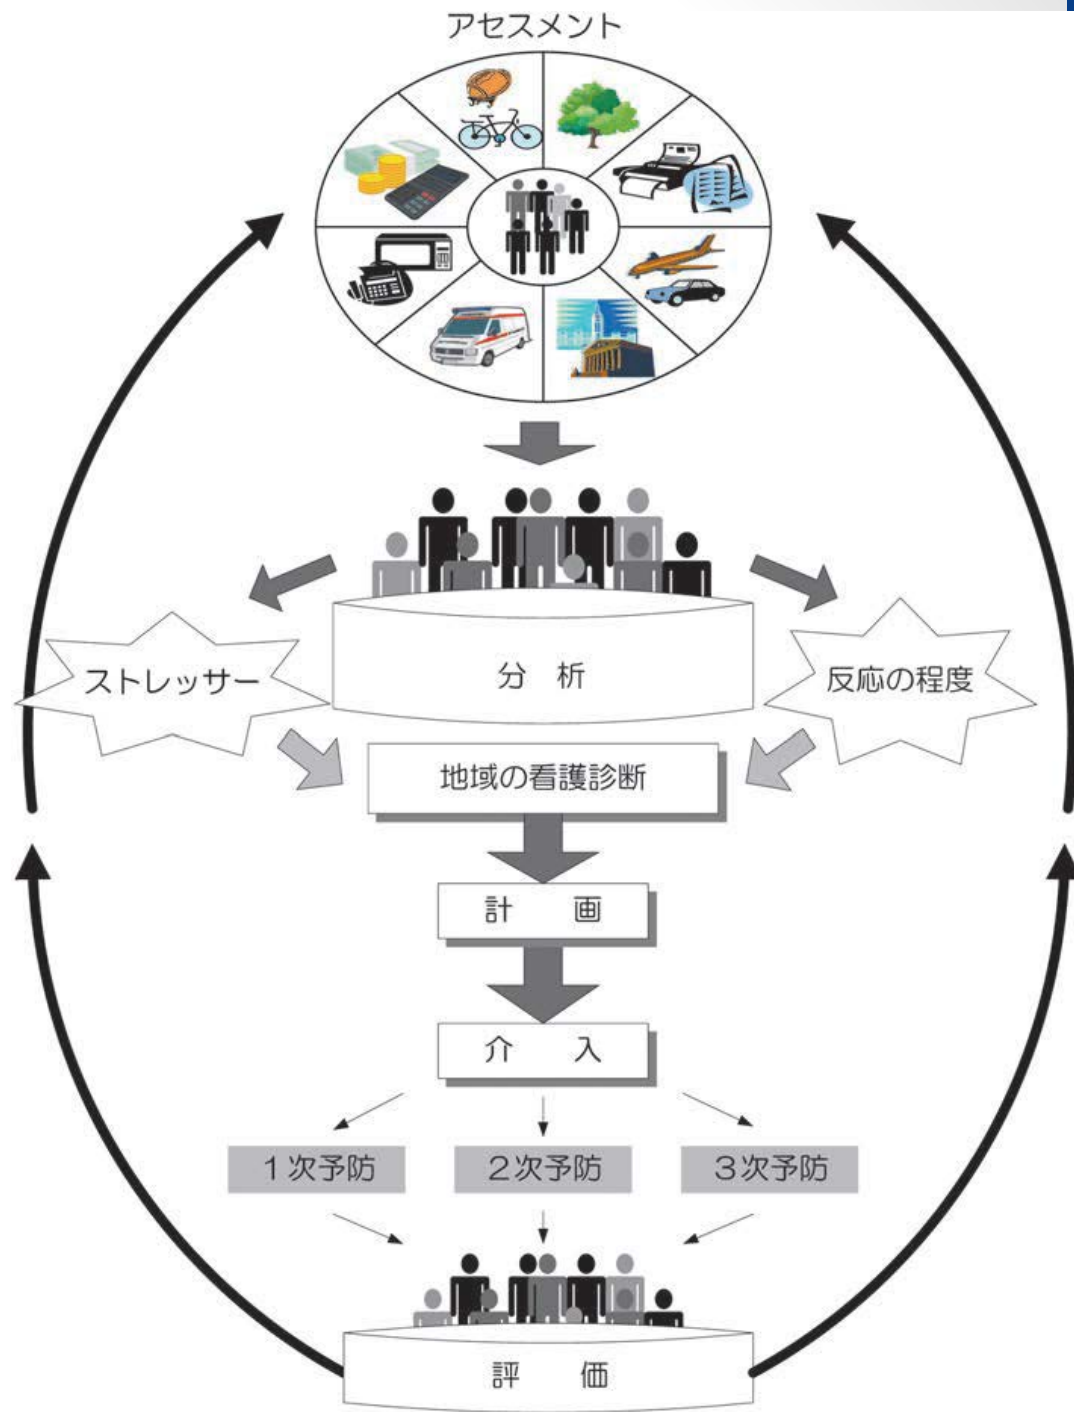 アセスメント
分 析
ストレッサー
反応の程度
地域の看護診断
計 画
介 入
1次予防
2次予防
3次予防
評 価